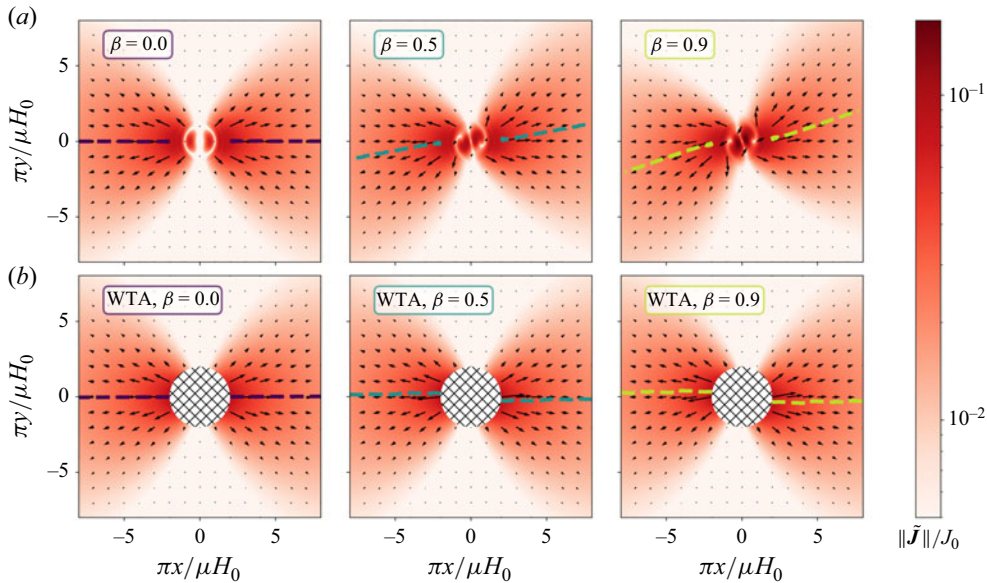 (a)
β = 0.0
β = 0.5
β = 0.9
5
0
−5
πy/μH₀
10⁻¹
(b)
WTA, β = 0.0
WTA, β = 0.5
WTA, β = 0.9
5
0
−5
πy/μH₀
10⁻²
−5 0 5 −5 0 5 −5 0 5
πx/μH₀ πx/μH₀ πx/μH₀
‖J̃‖/J₀